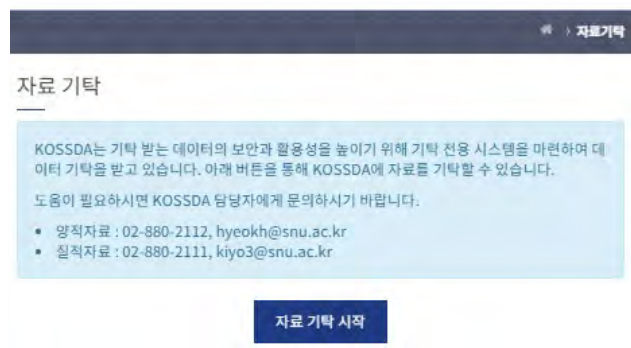 > 자료기탁
자료 기탁
KOSSDA는 기탁 받는 데이터의 보안과 활용성을 높이기 위해 기탁 전용 시스템을 마련하여 데
이터 기탁을 받고 있습니다. 아래 버튼을 통해 KOSSDA에 자료를 기탁할 수 있습니다.
도움이 필요하시면 KOSSDA 담당자에게 문의하시기 바랍니다.
• 양적자료 : 02-880-2112, hyeokh@snu.ac.kr
• 질적자료 : 02-880-2111, kiyo3@snu.ac.kr
자료 기탁 시작